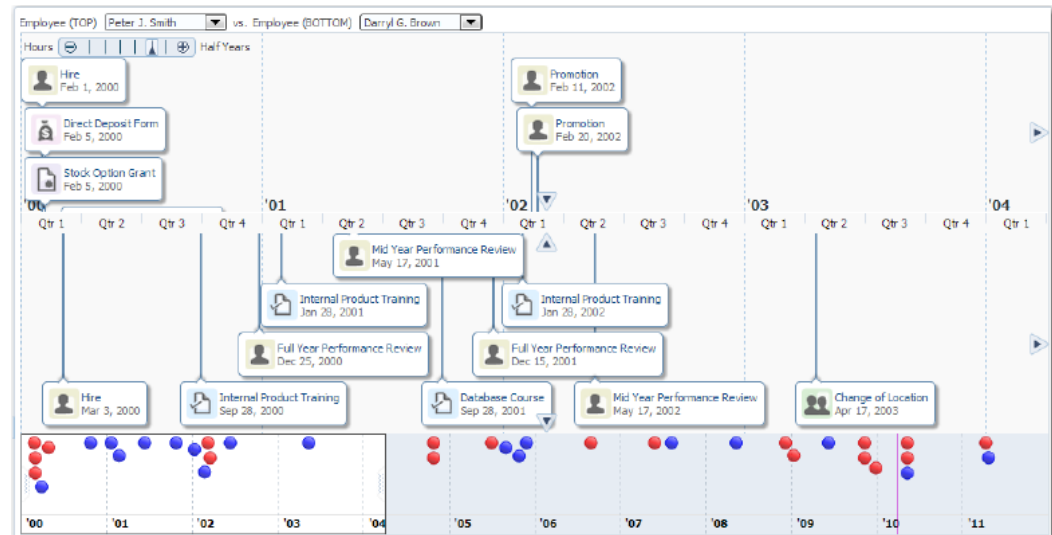 Employee (TOP) Peter J. Smith vs. Employee (BOTTOM) Darryl G. Brown
Hours Half Years
Hire
Feb 1, 2000
Promotion
Feb 11, 2002
Direct Deposit Form
Feb 5, 2000
Promotion
Feb 20, 2002
Stock Option Grant
Feb 5, 2000
'00 '01 '02 '03 '04
Qtr 1 Qtr 2 Qtr 3 Qtr 4 Qtr 1 Qtr 2 Qtr 3 Qtr 4 Qtr 1 Qtr 2 Qtr 3 Qtr 4 Qtr 1 Qtr 2 Qtr 3 Qtr 4 Qtr 1
Mid Year Performance Review
May 17, 2001
Internal Product Training
Jan 28, 2001
Internal Product Training
Jan 28, 2002
Full Year Performance Review
Dec 25, 2000
Full Year Performance Review
Dec 15, 2001
Hire
Mar 3, 2000
Internal Product Training
Sep 28, 2000
Database Course
Sep 28, 2001
Mid Year Performance Review
May 17, 2002
Change of Location
Apr 17, 2003
'00 '01 '02 '03 '04 '05 '06 '07 '08 '09 '10 '11